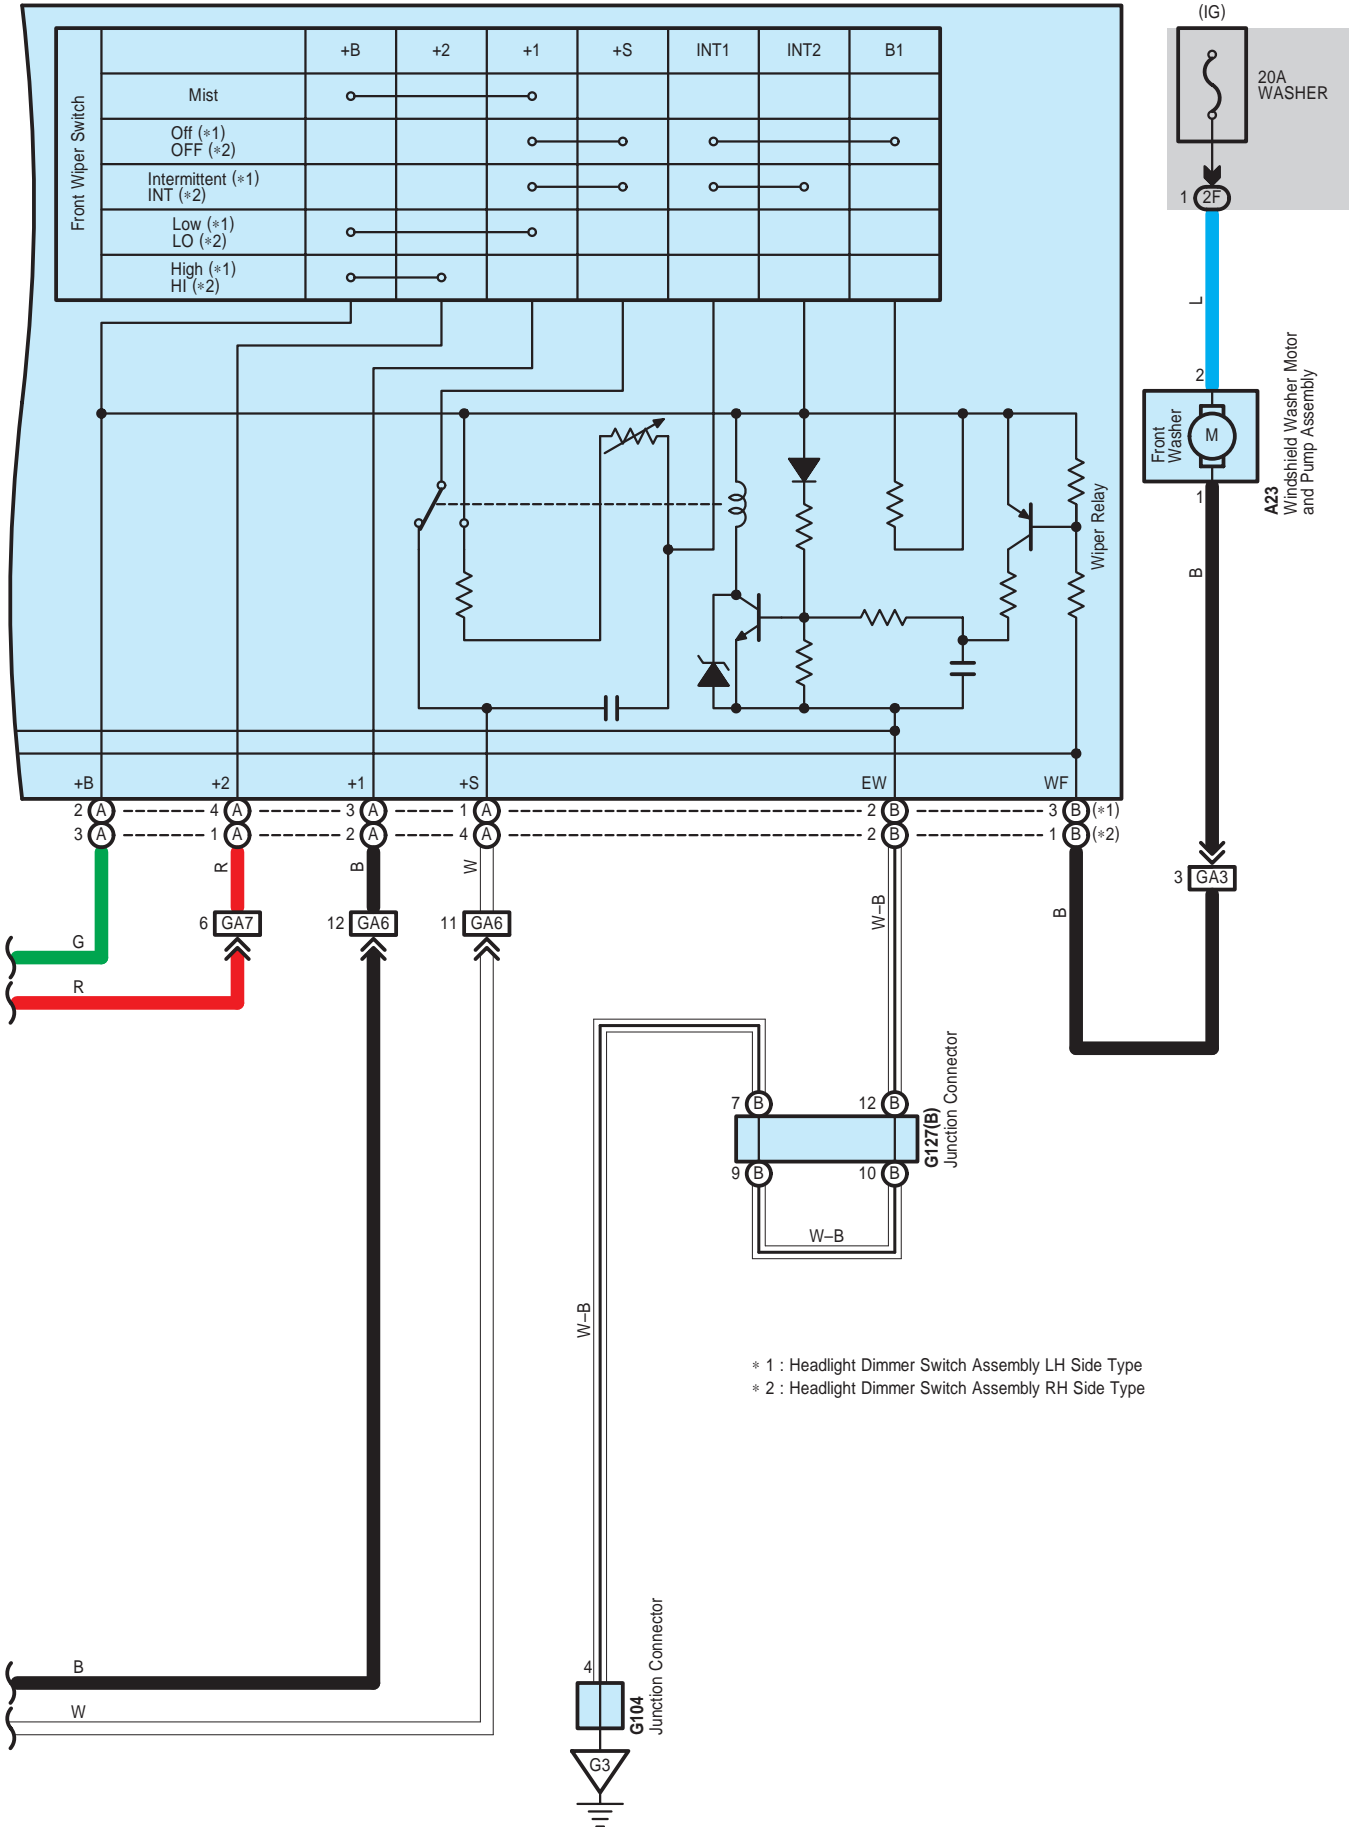 (IG)
20A
WASHER
1 2F
L
2
Front
Washer
M
A23
Windshield Washer Motor
and Pump Assembly
1
B
3 GA3
Front Wiper Switch
+B +2 +1 +S INT1 INT2 B1
Mist
Off (*1)
OFF (*2)
Intermittent (*1)
INT (*2)
Low (*1)
LO (*2)
High (*1)
HI (*2)
Wiper Relay
+B +2 +1 +S EW WF
2 A 4 A 3 A 1 A 2 B 3 B (*1)
3 A 1 A 2 A 4 A 2 B 1 B (*2)
R B W W–B B
6 GA7 12 GA6 11 GA6
G
R
7 B 12 B
G127(B)
Junction Connector
9 B 10 B
W–B
W–B
* 1 : Headlight Dimmer Switch Assembly LH Side Type
* 2 : Headlight Dimmer Switch Assembly RH Side Type
B
W
4
G104
Junction Connector
G3